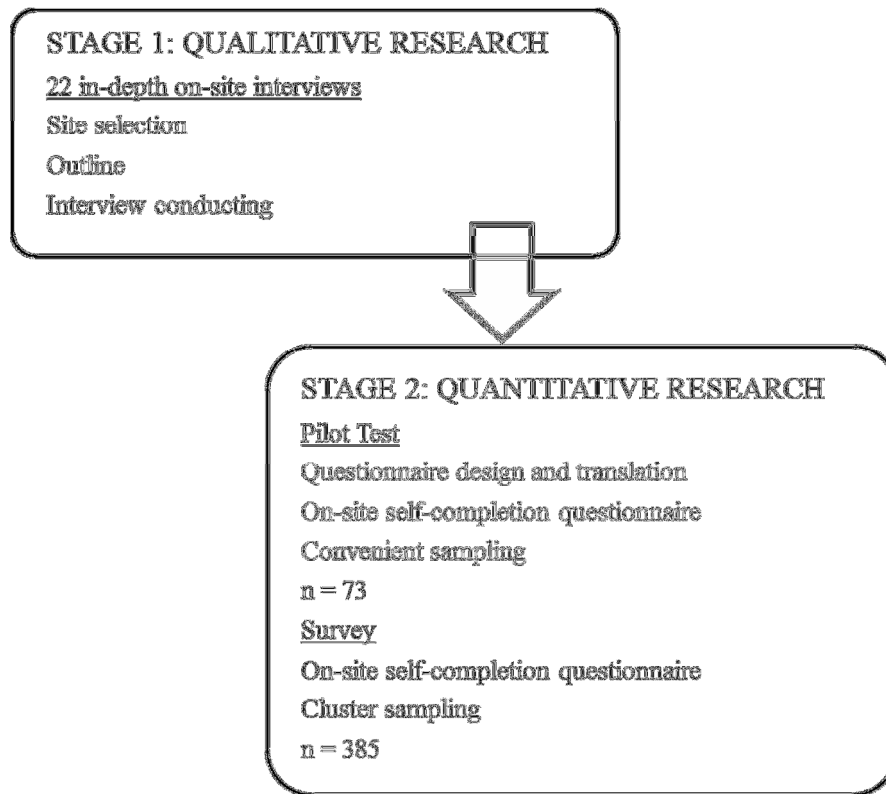 STAGE 1: QUALITATIVE RESEARCH
22 in-depth on-site interviews
Site selection
Outline
Interview conducting
STAGE 2: QUANTITATIVE RESEARCH
Pilot Test
Questionnaire design and translation
On-site self-completion questionnaire
Convenient sampling
n = 73
Survey
On-site self-completion questionnaire
Cluster sampling
n = 385